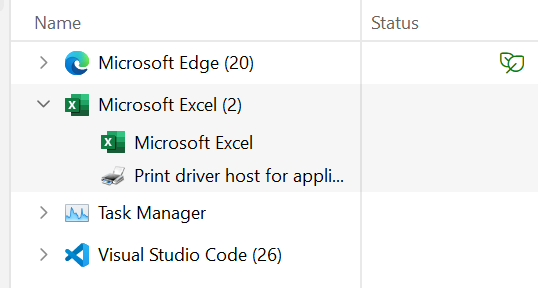 Name Status
Microsoft Edge (20)
Microsoft Excel (2)
Microsoft Excel
Print driver host for appli...
Task Manager
Visual Studio Code (26)